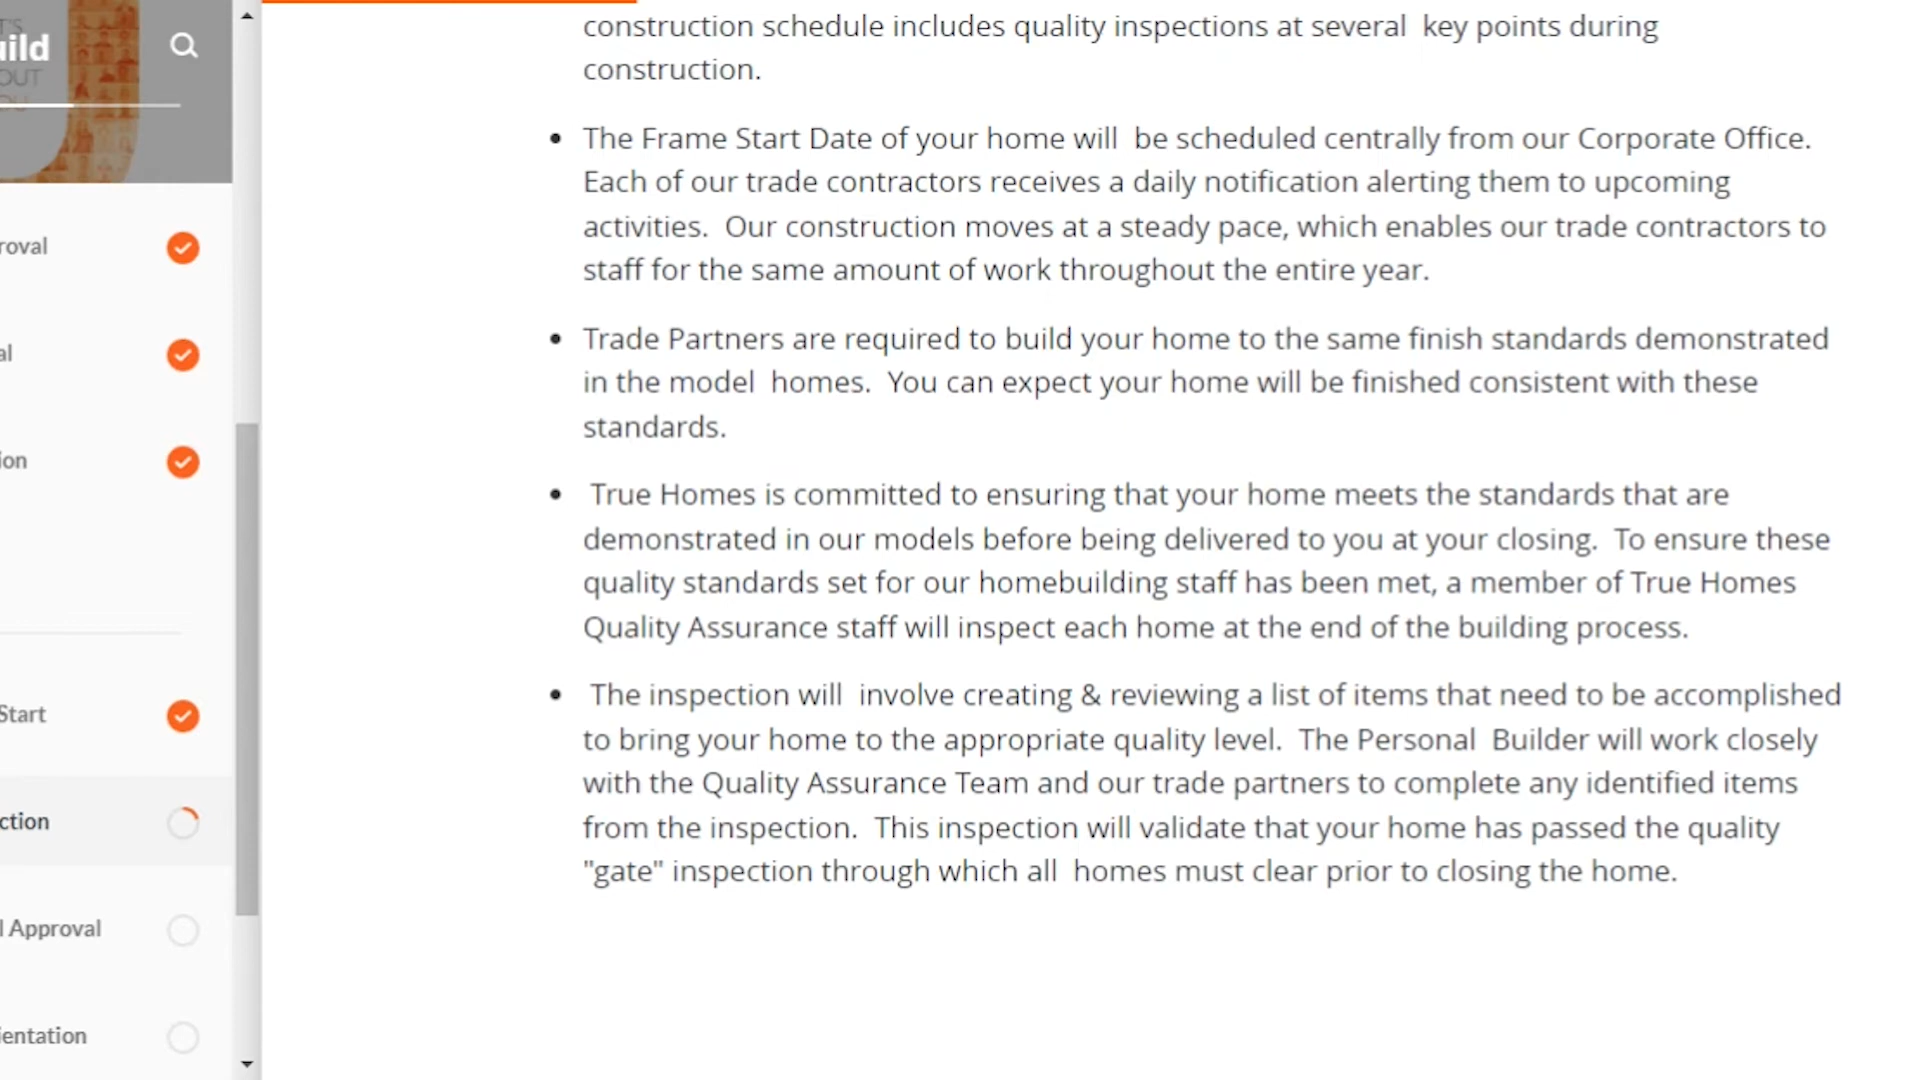 T'S
uild
OUT
OU
roval
al
ion
Start
ction
l Approval
ientation
construction schedule includes quality inspections at several key points during
construction.
• The Frame Start Date of your home will be scheduled centrally from our Corporate Office.
Each of our trade contractors receives a daily notification alerting them to upcoming
activities. Our construction moves at a steady pace, which enables our trade contractors to
staff for the same amount of work throughout the entire year.
• Trade Partners are required to build your home to the same finish standards demonstrated
in the model homes. You can expect your home will be finished consistent with these
standards.
• True Homes is committed to ensuring that your home meets the standards that are
demonstrated in our models before being delivered to you at your closing. To ensure these
quality standards set for our homebuilding staff has been met, a member of True Homes
Quality Assurance staff will inspect each home at the end of the building process.
• The inspection will involve creating & reviewing a list of items that need to be accomplished
to bring your home to the appropriate quality level. The Personal Builder will work closely
with the Quality Assurance Team and our trade partners to complete any identified items
from the inspection. This inspection will validate that your home has passed the quality
"gate" inspection through which all homes must clear prior to closing the home.